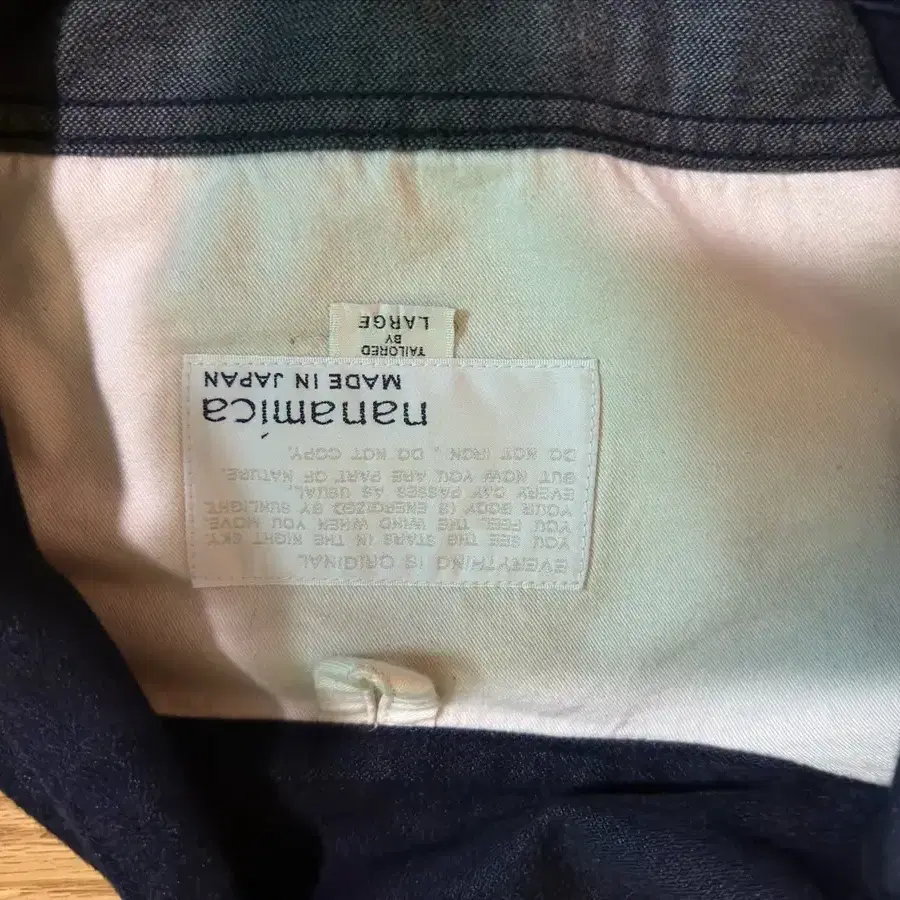 EVERYTHING IS ORIGINAL
YOU SEE THE STARS IN THE NIGHT SKY.
YOU FEEL THE WIND WHEN YOU MOVE.
YOUR BODY IS ENERGIZED BY SUNLIGHT.
EVERY DAY PASSES AS USUAL,
BUT NOW YOU ARE PART OF NATURE.
DO NOT IRON , DO NOT COPY.
nanamica
MADE IN JAPAN
TAILORED
BY
LARGE